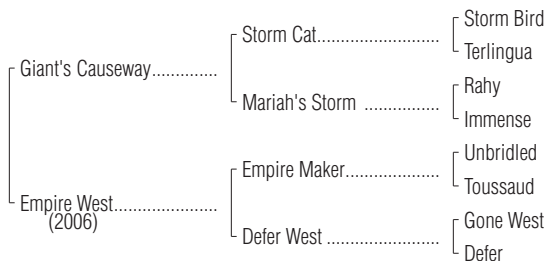 Storm Bird
Storm Cat..........................
Terlingua
Giant's Causeway..............
Rahy
Mariah's Storm ................
Immense
Unbridled
Empire Maker....................
Toussaud
Empire West......................
(2006)
Gone West
Defer West ........................
Defer